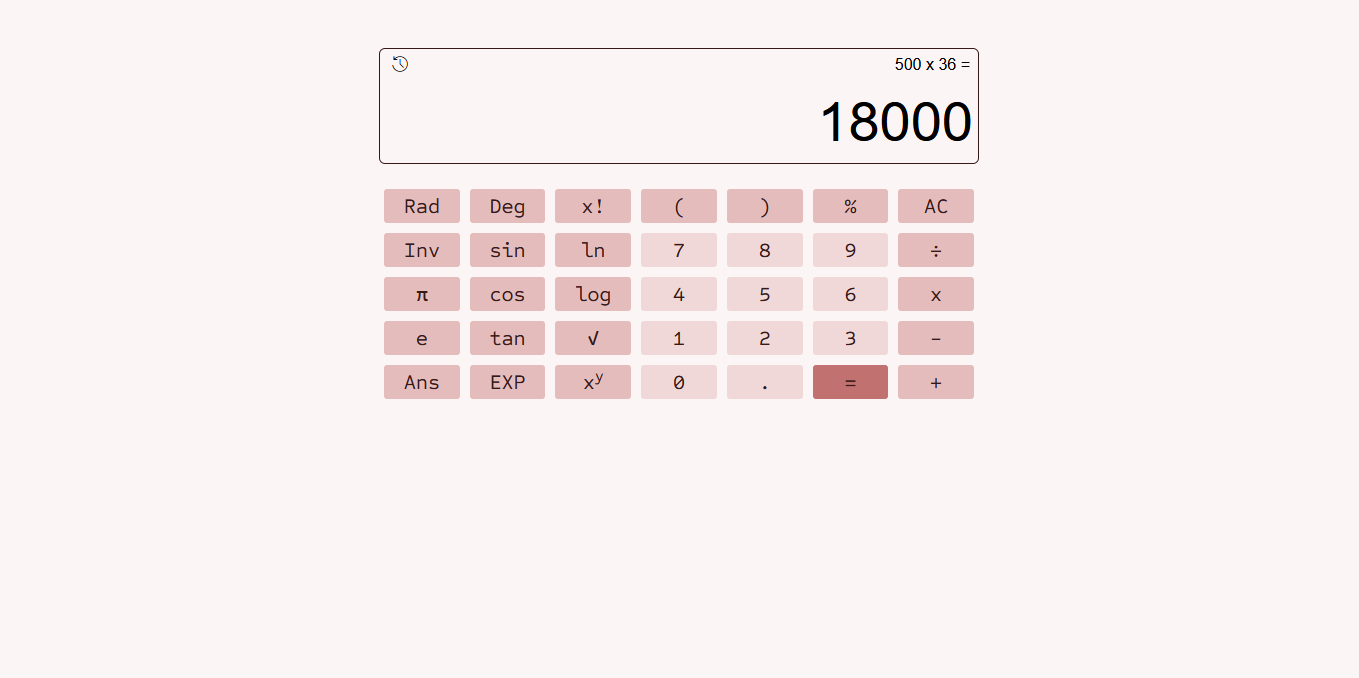 500 x 36 =
18000
Rad Deg x! ( ) % AC
Inv sin ln 7 8 9 ÷
π cos log 4 5 6 x
e tan √ 1 2 3 −
Ans EXP xʸ 0 . = +